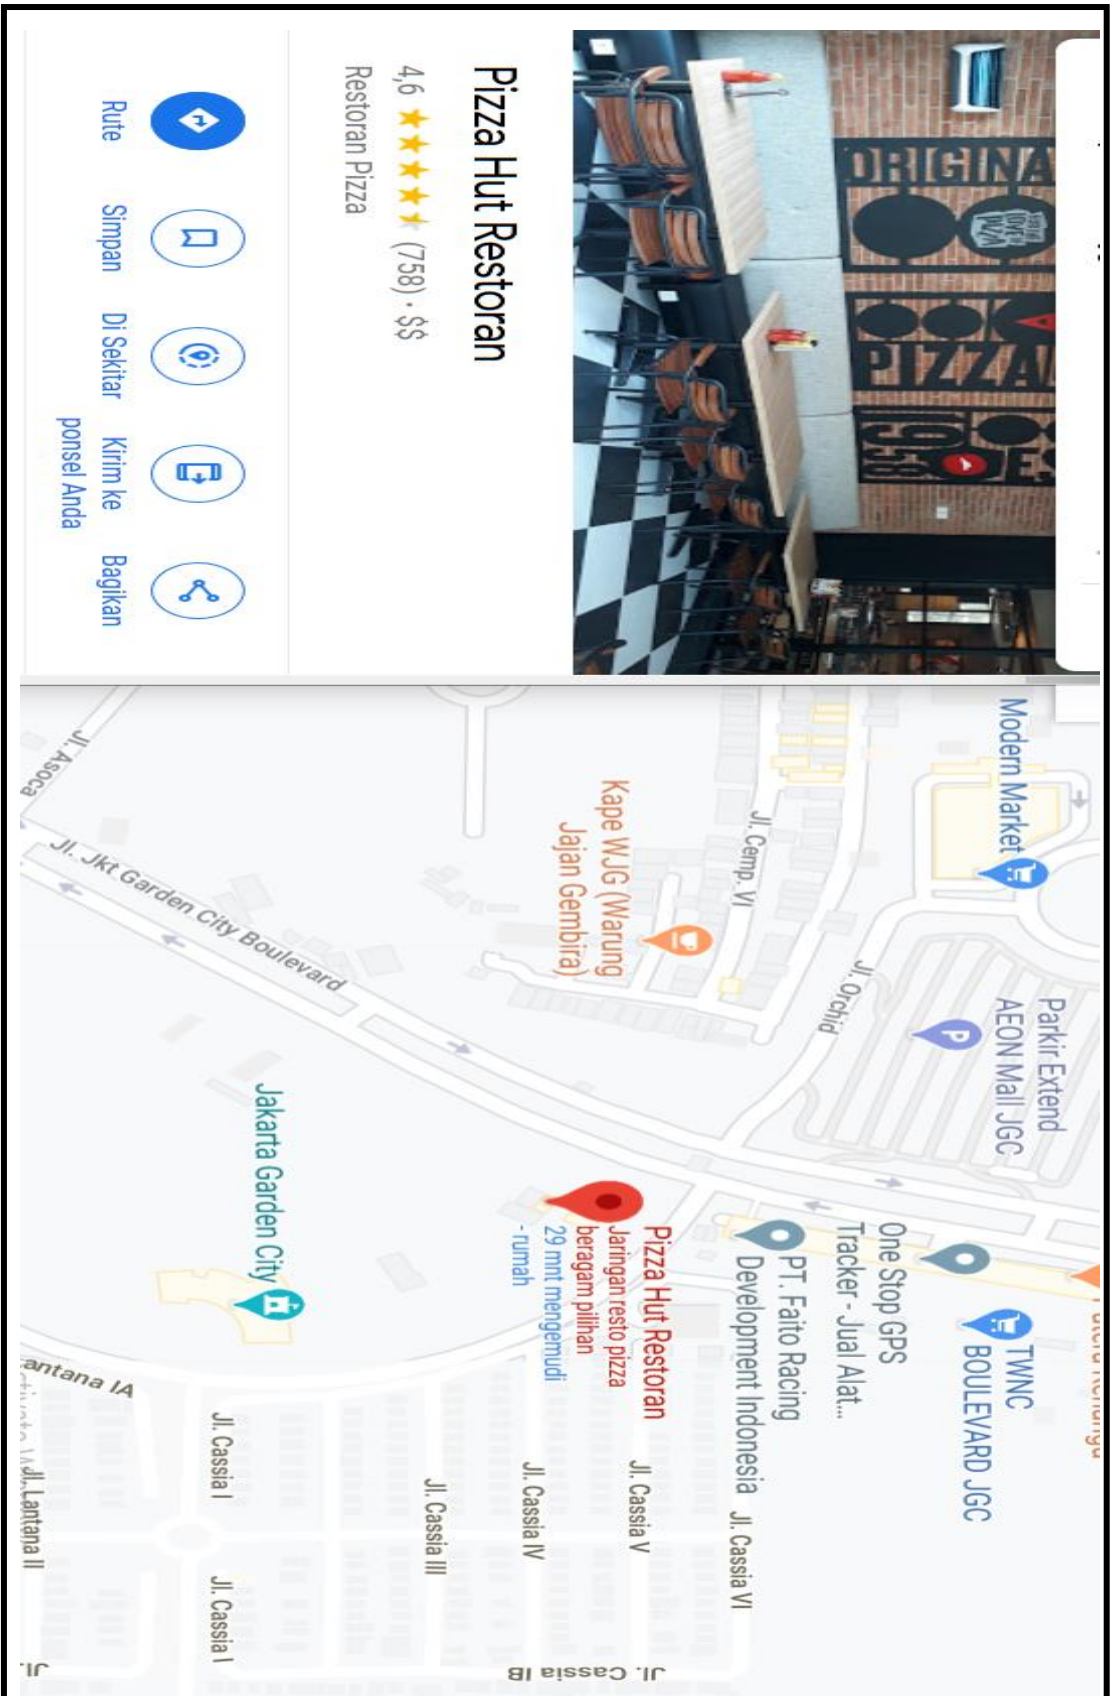 ORIGINA
PIZZA
Pizza Hut Restoran
4,6 (758) · $$
Restoran Pizza
Rute
Simpan
Di Sekitar
Kirim ke
ponsel Anda
Bagikan
Modern Market
Parkir Extend
AEON Mall JGC
Jl. Orchid
Jl. Cemp. VI
Kape WJG (Warung
Jajan Gembira)
TWNC
BOULEVARD JGC
One Stop GPS
Tracker - Jual Alat...
PT. Faito Racing
Development Indonesia
Pizza Hut Restoran
Jaringan resto pizza
beragam pilihan
29 mnt mengemudi
- rumah
Jl. Jkt Garden City Boulevard
Jl. Asoca
Jakarta Garden City
Jl. Cassia VI
Jl. Cassia V
Jl. Cassia IV
Jl. Cassia III
Jl. Cassia I
Jl. Cassia I
Jl. Cassia IB
antana IA
Jl. Lantana II